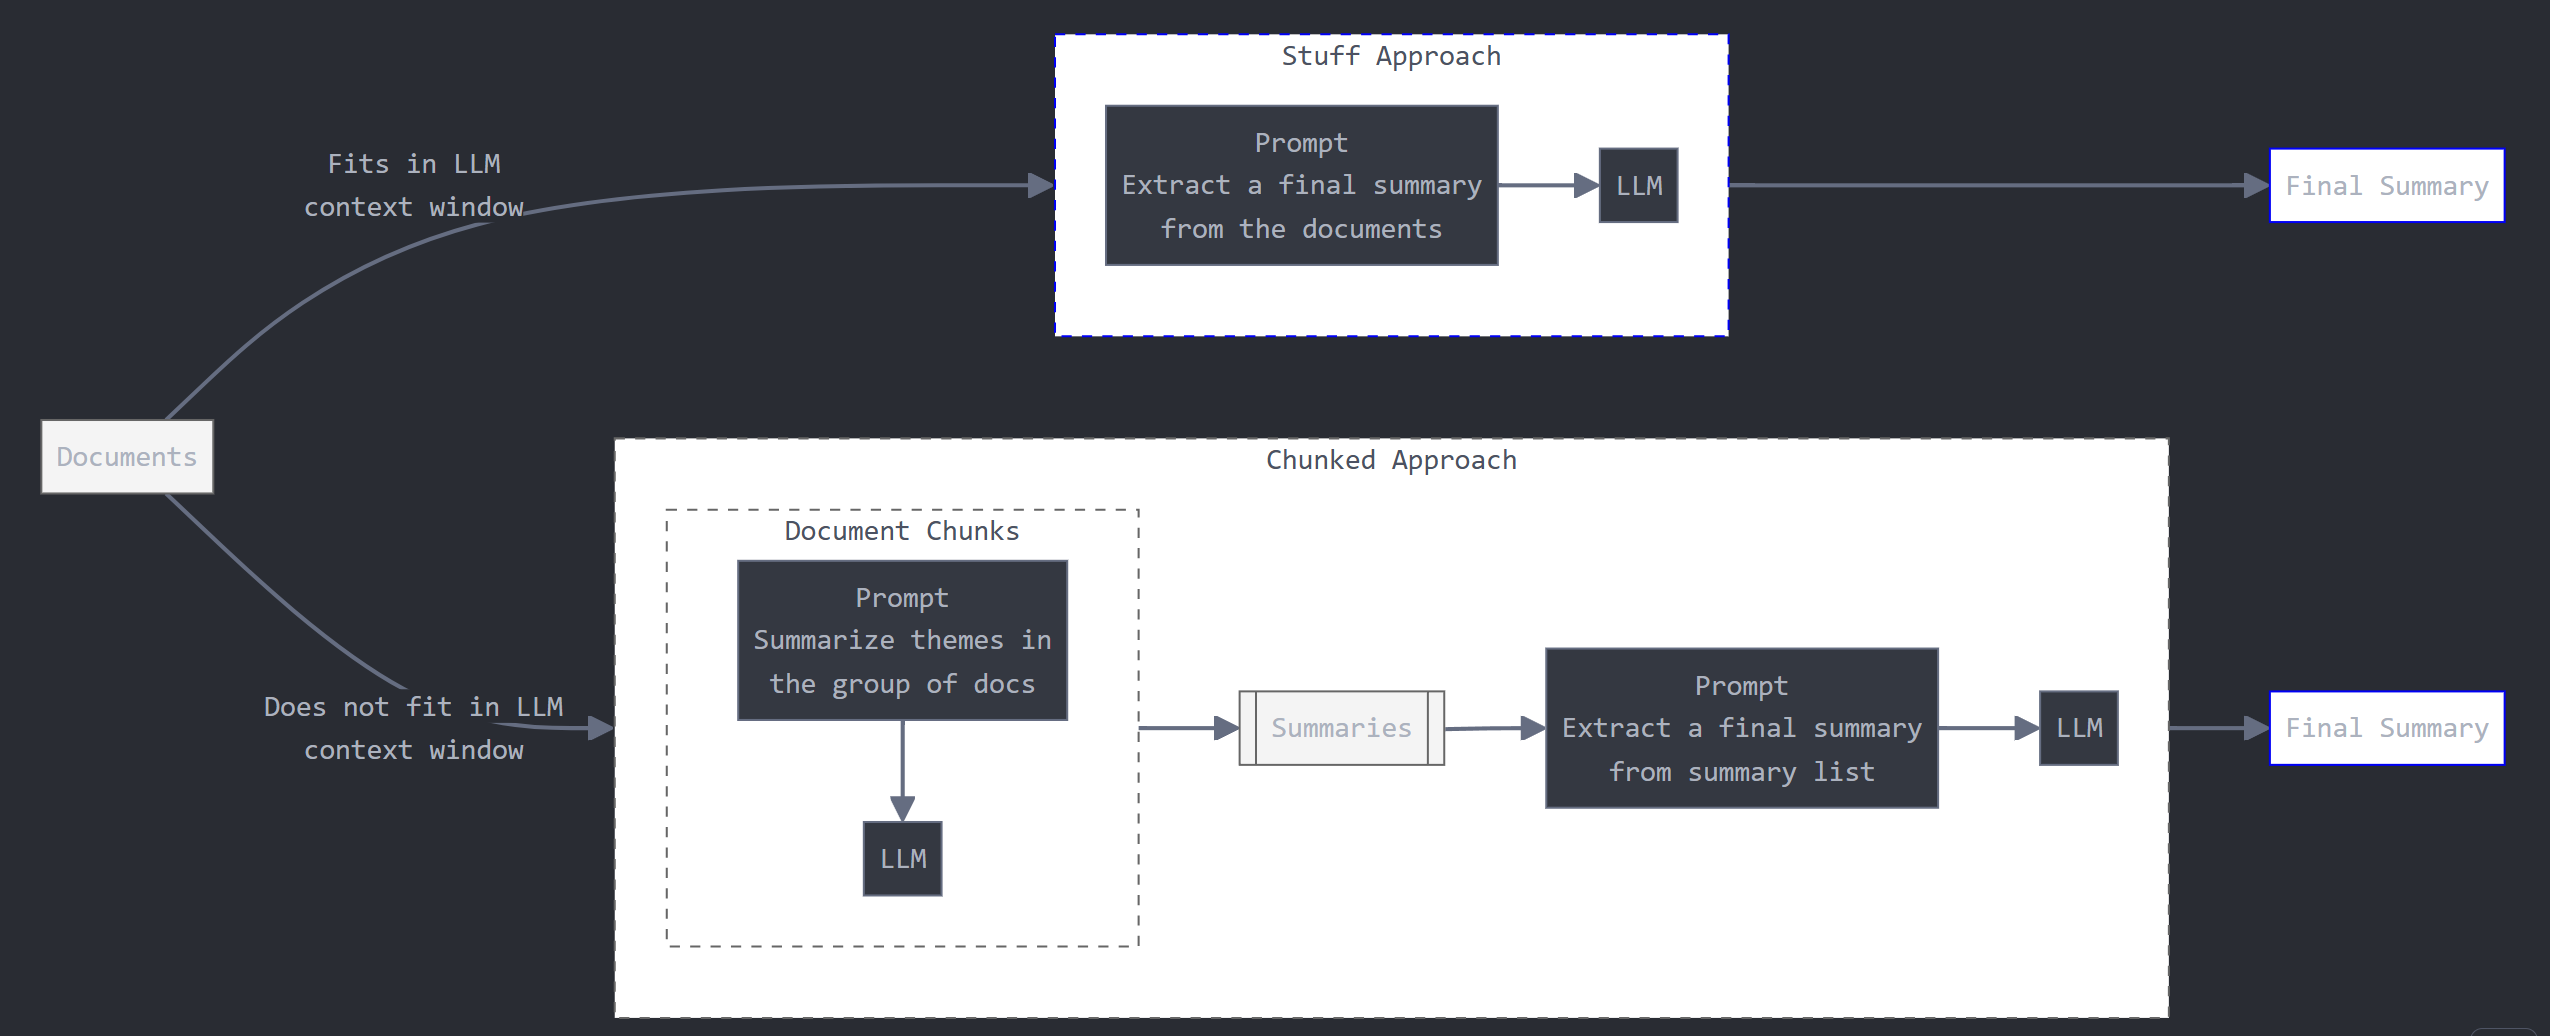 Stuff Approach
Fits in LLM
context window
Prompt
Extract a final summary
from the documents
LLM
Final Summary
Documents
Does not fit in LLM
context window
Chunked Approach
Document Chunks
Prompt
Summarize themes in
the group of docs
LLM
Summaries
Prompt
Extract a final summary
from summary list
LLM
Final Summary